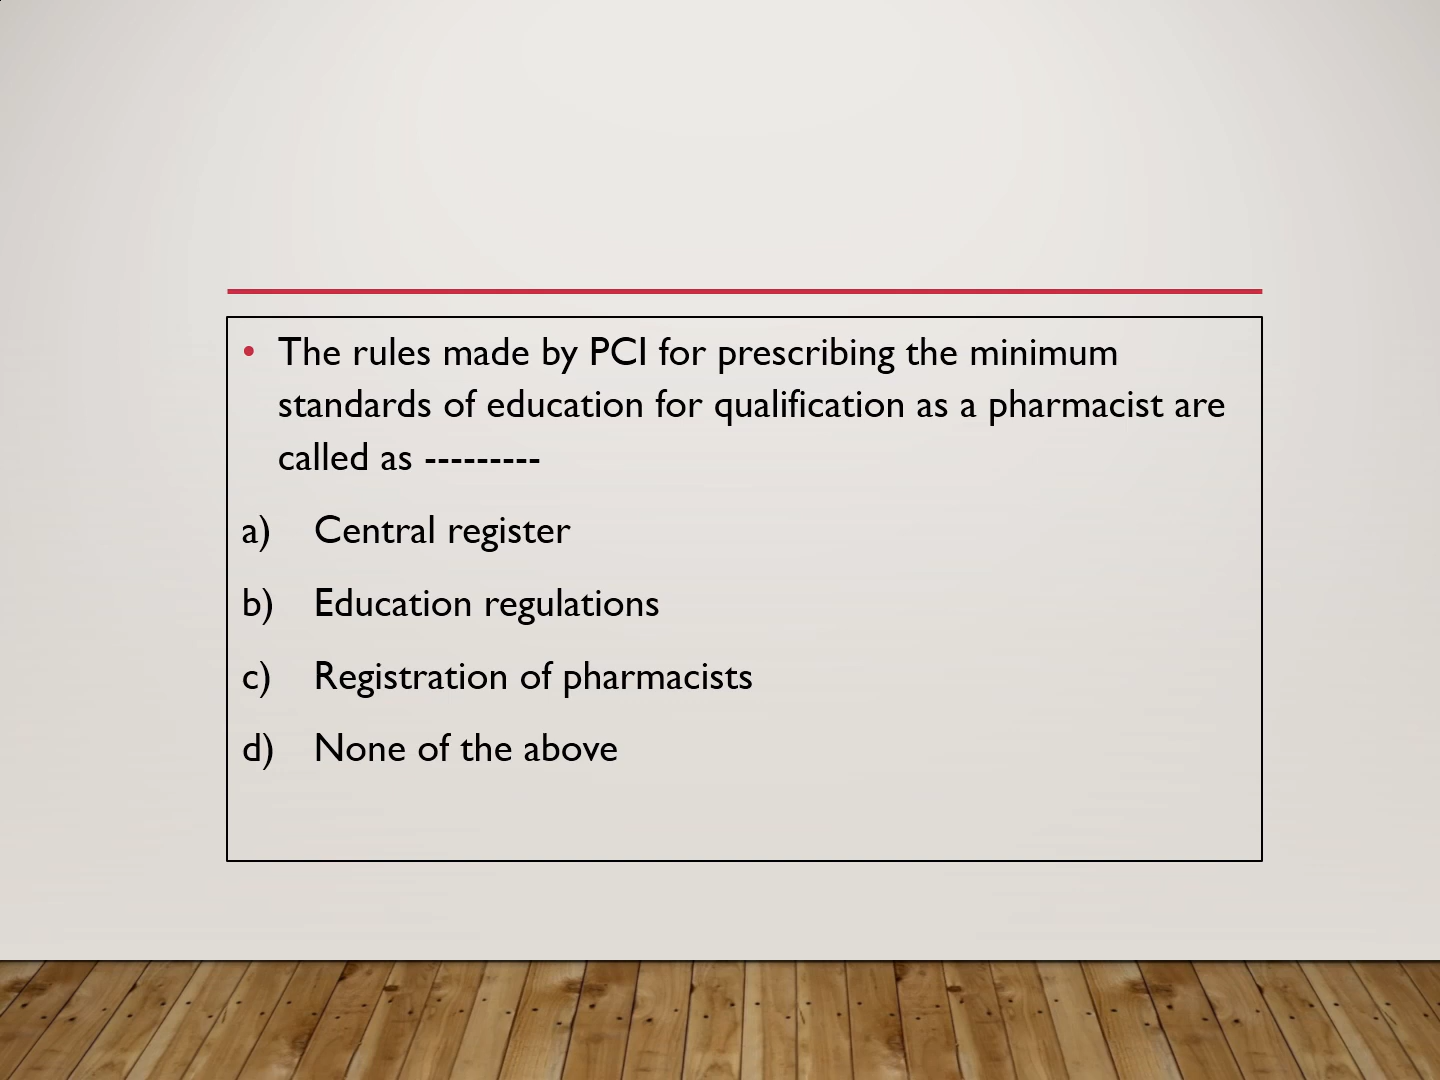 • The rules made by PCI for prescribing the minimum
standards of education for qualification as a pharmacist are
called as ---------
a) Central register
b) Education regulations
c) Registration of pharmacists
d) None of the above